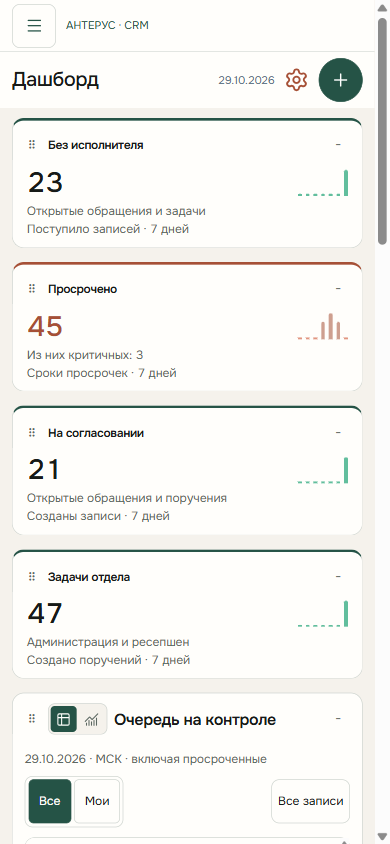 АНТЕРУС · CRM
Дашборд
29.10.2026
Без исполнителя
-
23
Открытые обращения и задачи
Поступило записей · 7 дней
Просрочено
-
45
Из них критичных: 3
Сроки просрочек · 7 дней
На согласовании
-
21
Открытые обращения и поручения
Созданы записи · 7 дней
Задачи отдела
-
47
Администрация и ресепшен
Создано поручений · 7 дней
Очередь на контроле
-
29.10.2026 · МСК · включая просроченные
Все
Мои
Все записи